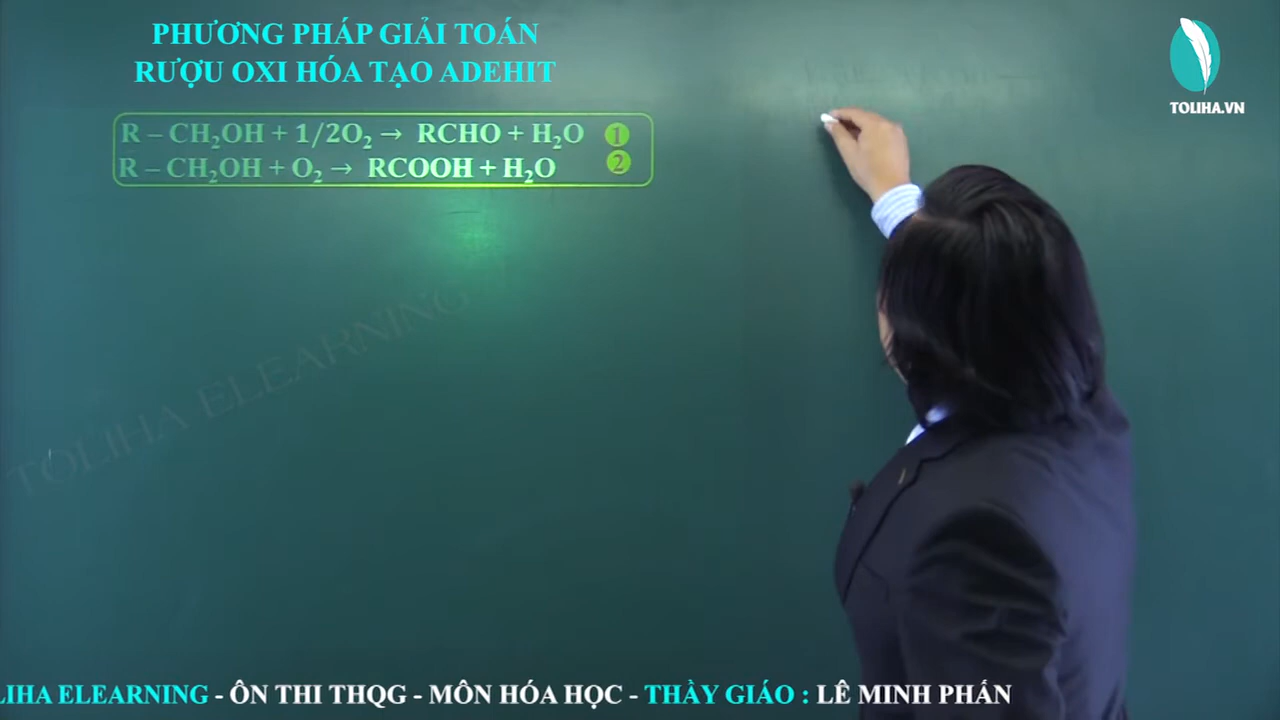 PHƯƠNG PHÁP GIẢI TOÁN
RƯỢU OXI HÓA TẠO ADEHIT
TOLIHA.VN
R – CH₂OH + 1/2O₂ → RCHO + H₂O 1
R – CH₂OH + O₂ → RCOOH + H₂O 2
TOLIHA ELEARNING
LIHA ELEARNING - ÔN THI THQG - MÔN HÓA HỌC - THẦY GIÁO : LÊ MINH PHẤN